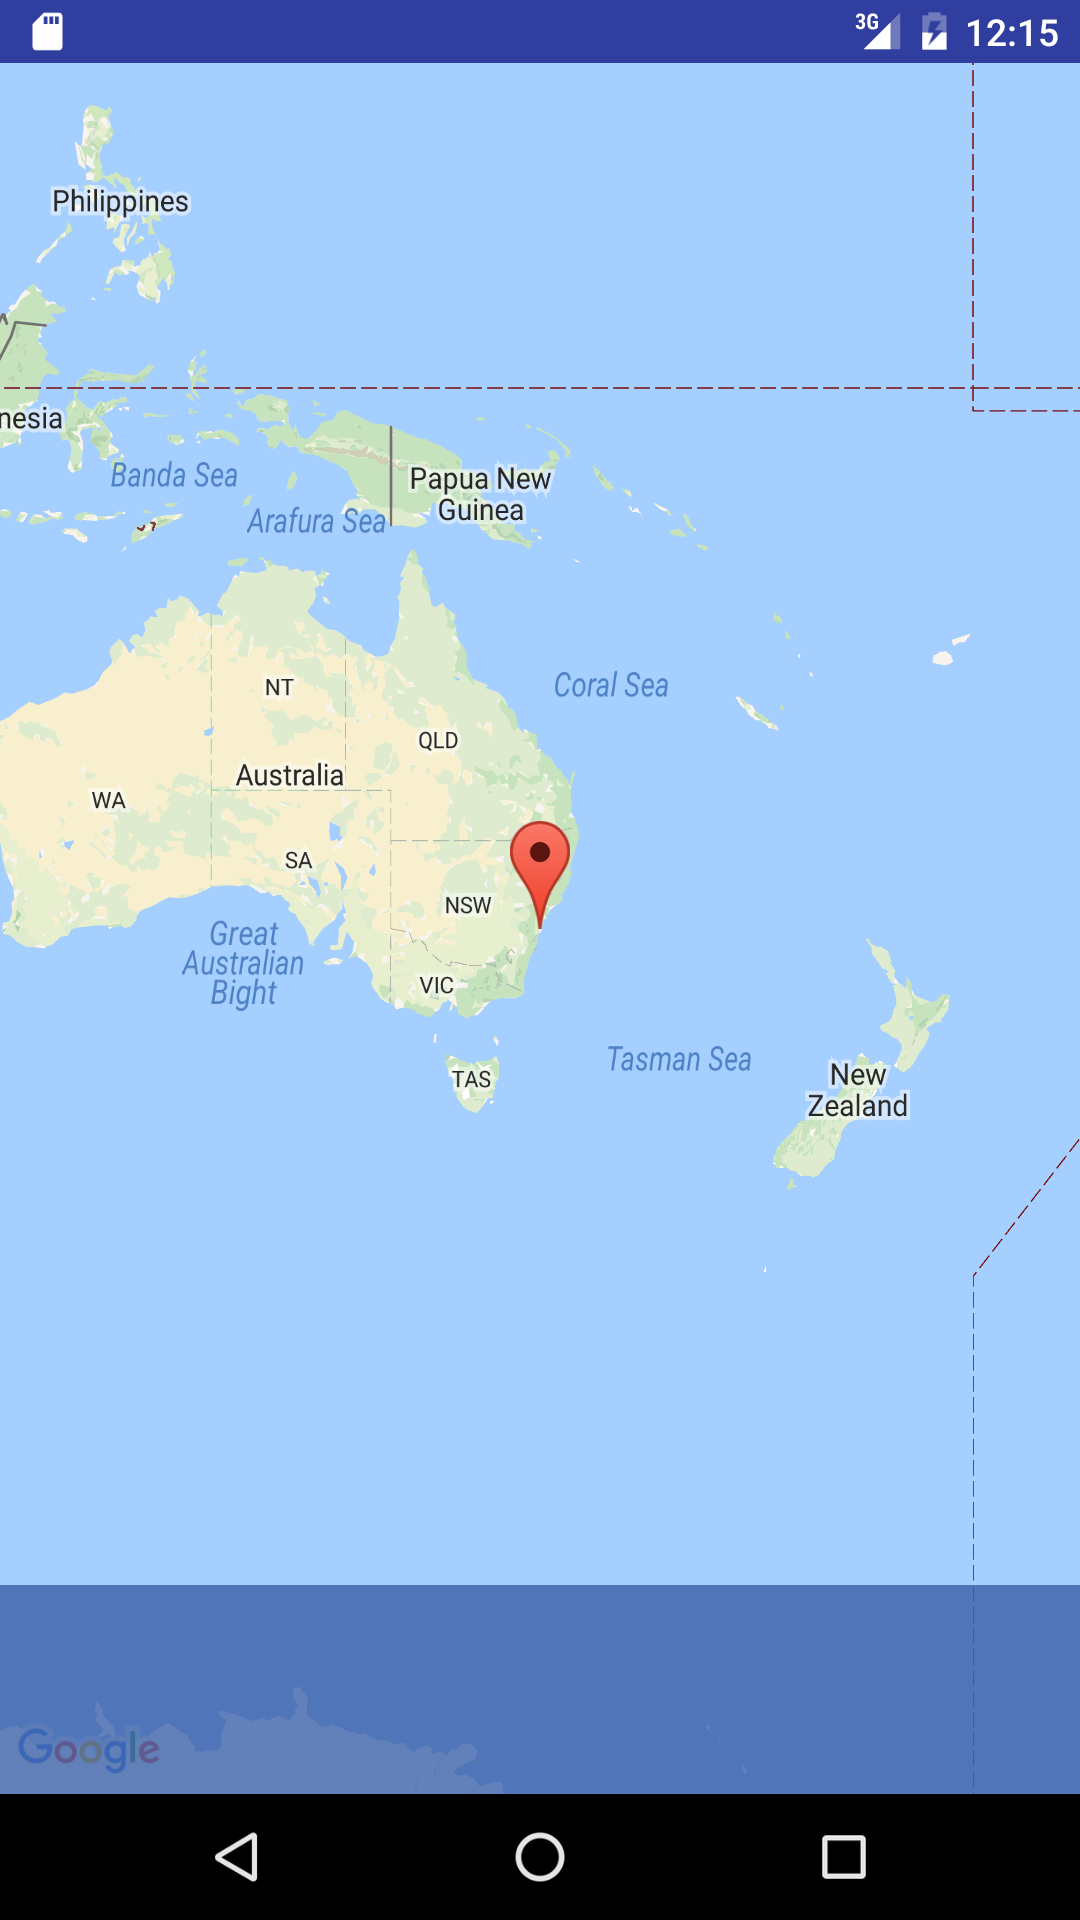 3G 12:15
Philippines
nesia
Banda Sea
Papua New
Guinea
Arafura Sea
Coral Sea
NT
QLD
Australia
WA
SA
NSW
Great
Australian
Bight
VIC
Tasman Sea
TAS
New
Zealand
Google